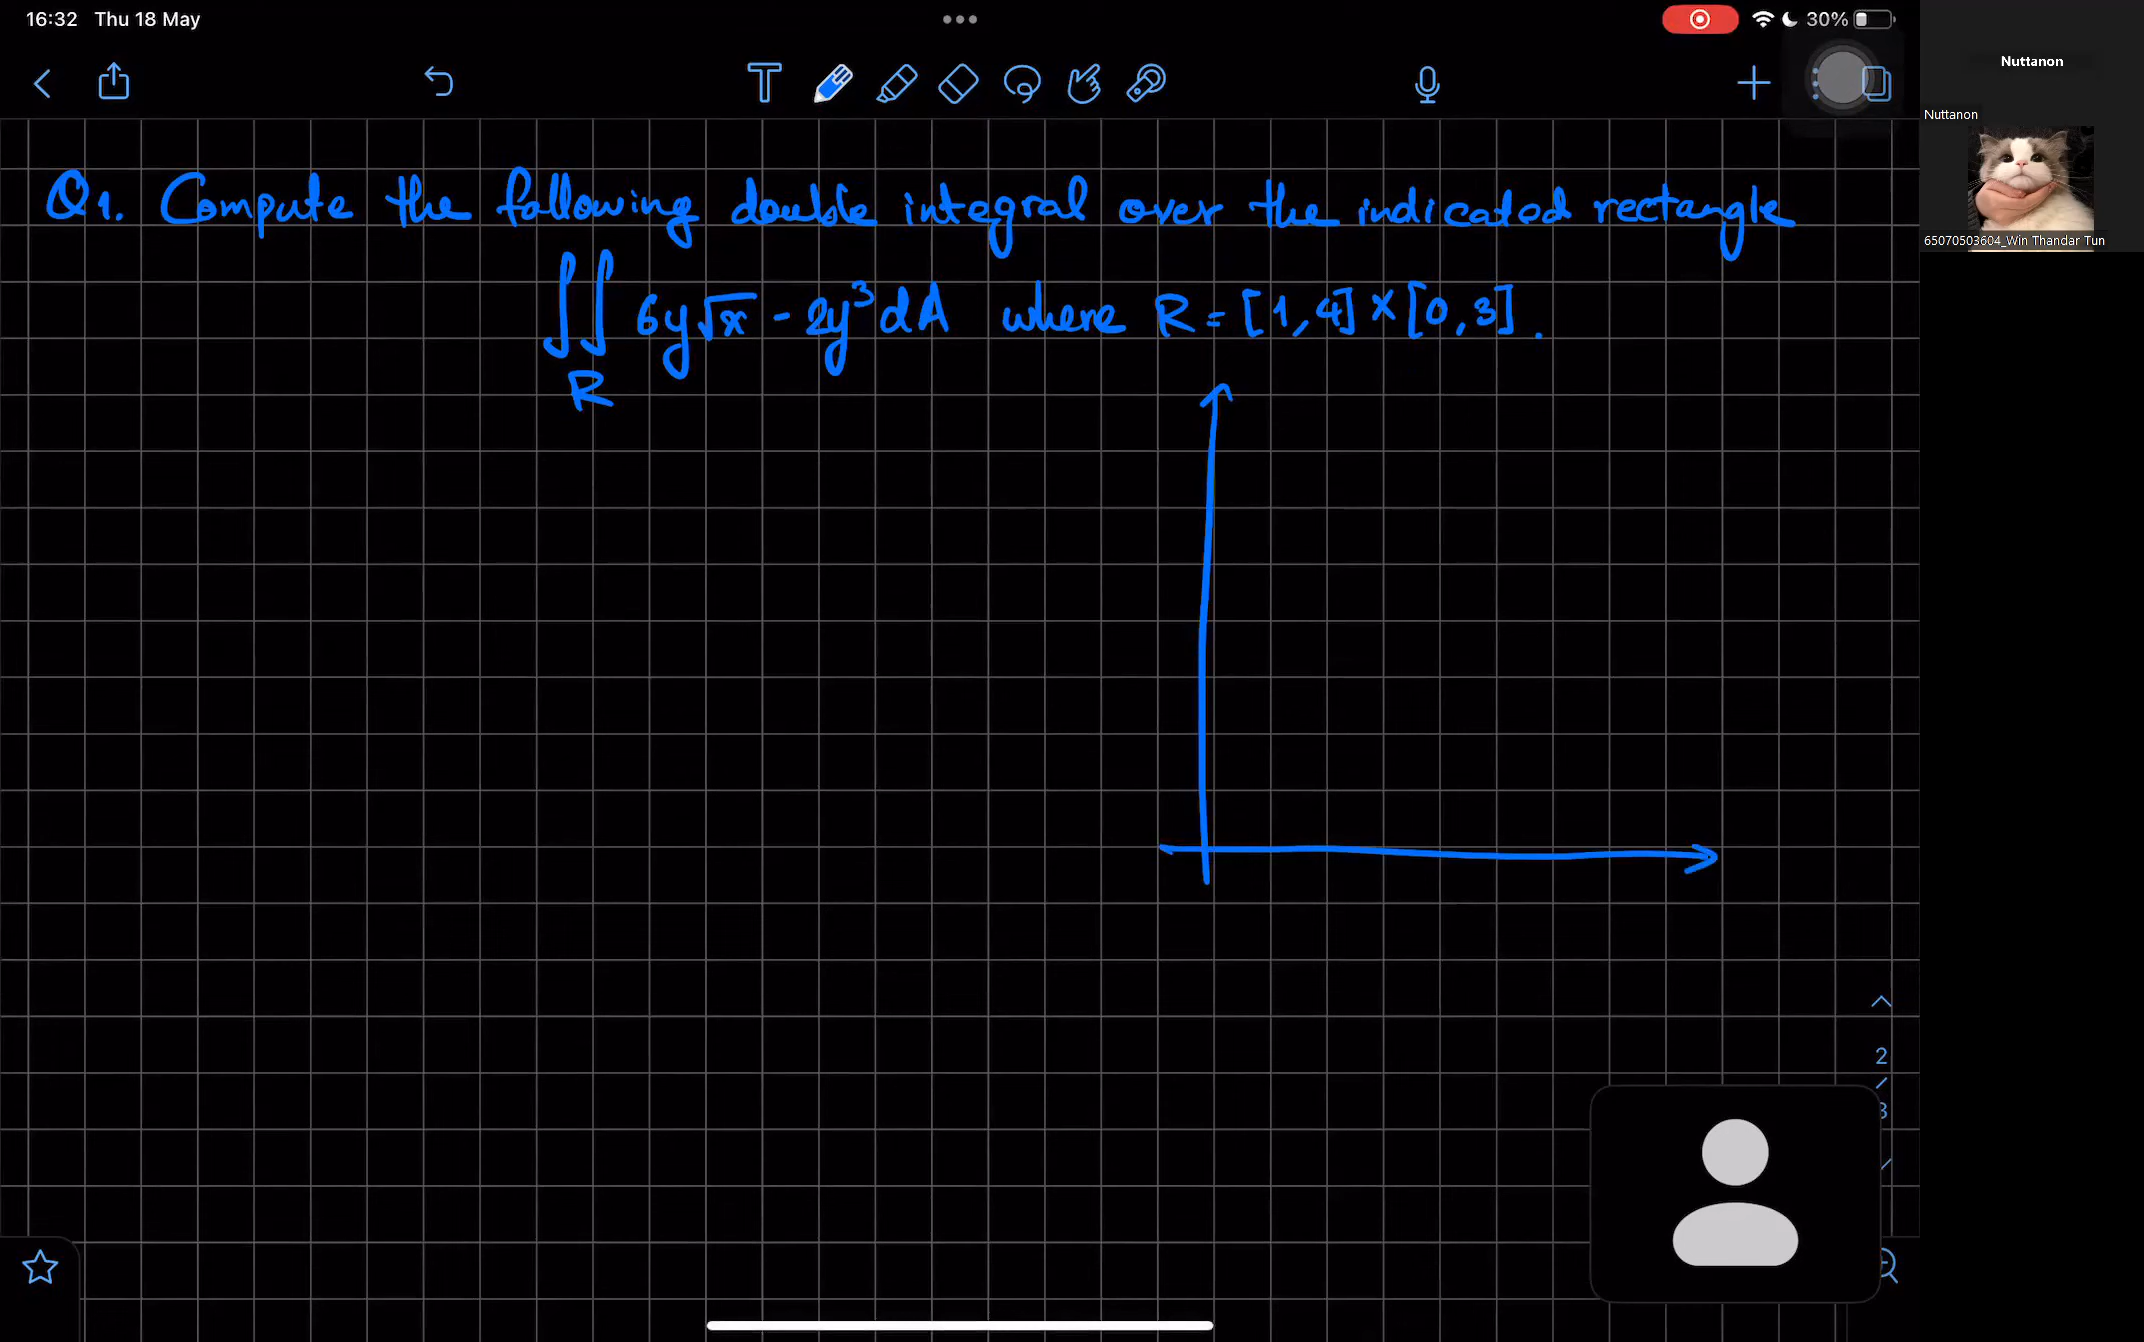 16:32 Thu 18 May
30%
Nuttanon
Nuttanon
65070503604_Win Thandar Tun
Q1. Compute the following double integral over the indicated rectangle
∬ 6y√x - 2y³ dA where R = [1,4] × [0,3].
R
2
3